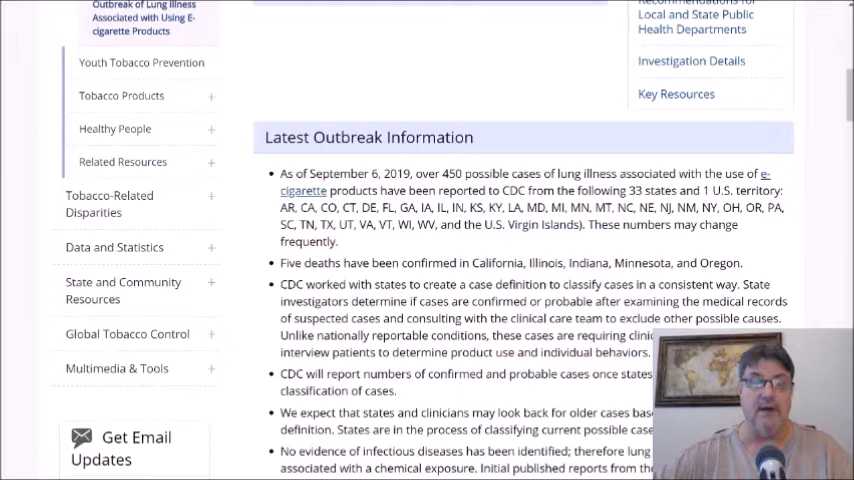 Outbreak of Lung Illness
Associated with Using E-
cigarette Products
Youth Tobacco Prevention
Tobacco Products +
Healthy People +
Related Resources +
Tobacco-Related
Disparities +
Data and Statistics +
State and Community
Resources +
Global Tobacco Control +
Multimedia & Tools +
Get Email
Updates
Recommendations for
Local and State Public
Health Departments
Investigation Details
Key Resources
Latest Outbreak Information
• As of September 6, 2019, over 450 possible cases of lung illness associated with the use of e-
cigarette products have been reported to CDC from the following 33 states and 1 U.S. territory:
AR, CA, CO, CT, DE, FL, GA, IA, IL, IN, KS, KY, LA, MD, MI, MN, MT, NC, NE, NJ, NM, NY, OH, OR, PA,
SC, TN, TX, UT, VA, VT, WI, WV, and the U.S. Virgin Islands). These numbers may change
frequently.
• Five deaths have been confirmed in California, Illinois, Indiana, Minnesota, and Oregon.
• CDC worked with states to create a case definition to classify cases in a consistent way. State
investigators determine if cases are confirmed or probable after examining the medical records
of suspected cases and consulting with the clinical care team to exclude other possible causes.
Unlike nationally reportable conditions, these cases are requiring
interview patients to determine product use and individual behaviors.
• CDC will report numbers of confirmed and probable cases once states
classification of cases.
• We expect that states and clinicians may look back for older cases
definition. States are in the process of classifying current possible
• No evidence of infectious diseases has been identified; therefore lung
associated with a chemical exposure. Initial published reports from the